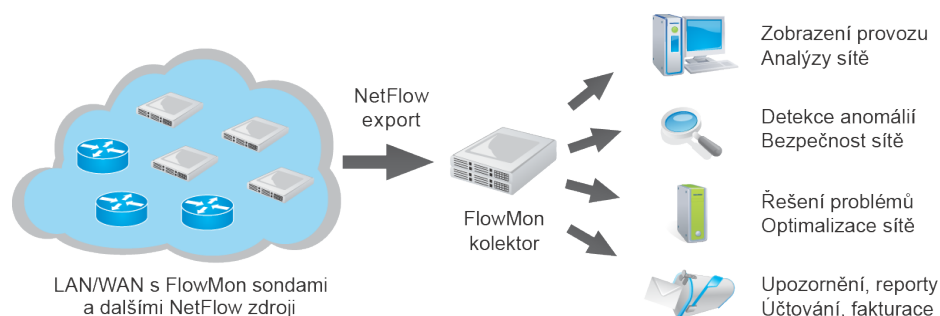 NetFlow
export
FlowMon
kolektor
LAN/WAN s FlowMon sondami
a dalšími NetFlow zdroji
Zobrazení provozu
Analýzy sítě
Detekce anomálií
Bezpečnost sítě
Řešení problémů
Optimalizace sítě
Upozornění, reporty
Účtování, fakturace